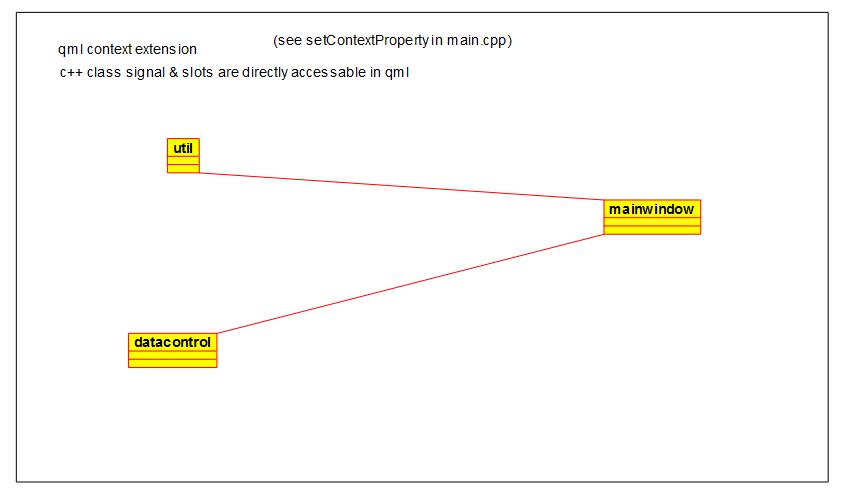 (see setContextProperty in main.cpp)
qml context extension
c++ class signal & slots are directly accessable in qml
util
mainwindow
datacontrol